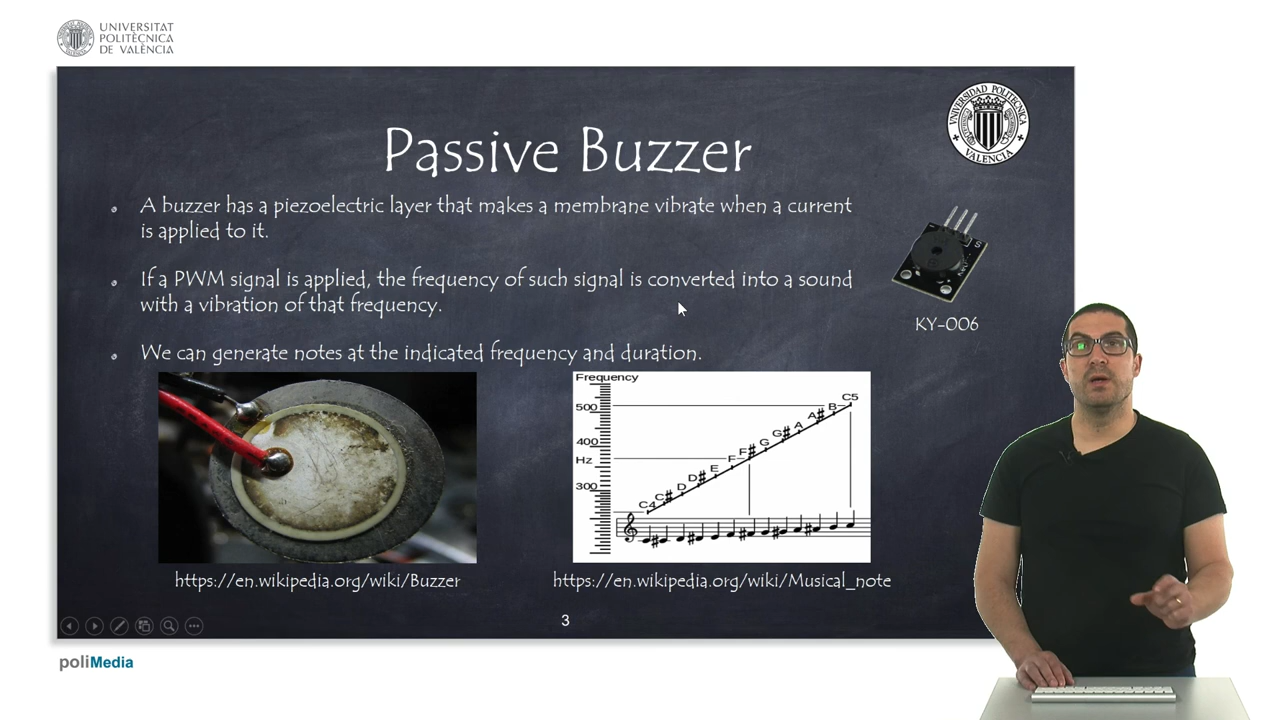 UNIVERSITAT
POLITÈCNICA
DE VALÈNCIA
UNIVERSIDAD POLITECNICA
VALENCIA
Passive Buzzer
A buzzer has a piezoelectric layer that makes a membrane vibrate when a current
is applied to it.
If a PWM signal is applied, the frequency of such signal is converted into a sound
with a vibration of that frequency.
We can generate notes at the indicated frequency and duration.
S
KY-006
Frequency
500
400
Hz
300
C4 C# D D# E F F# G G# A A# B C5
https://en.wikipedia.org/wiki/Buzzer
https://en.wikipedia.org/wiki/Musical_note
3
poliMedia